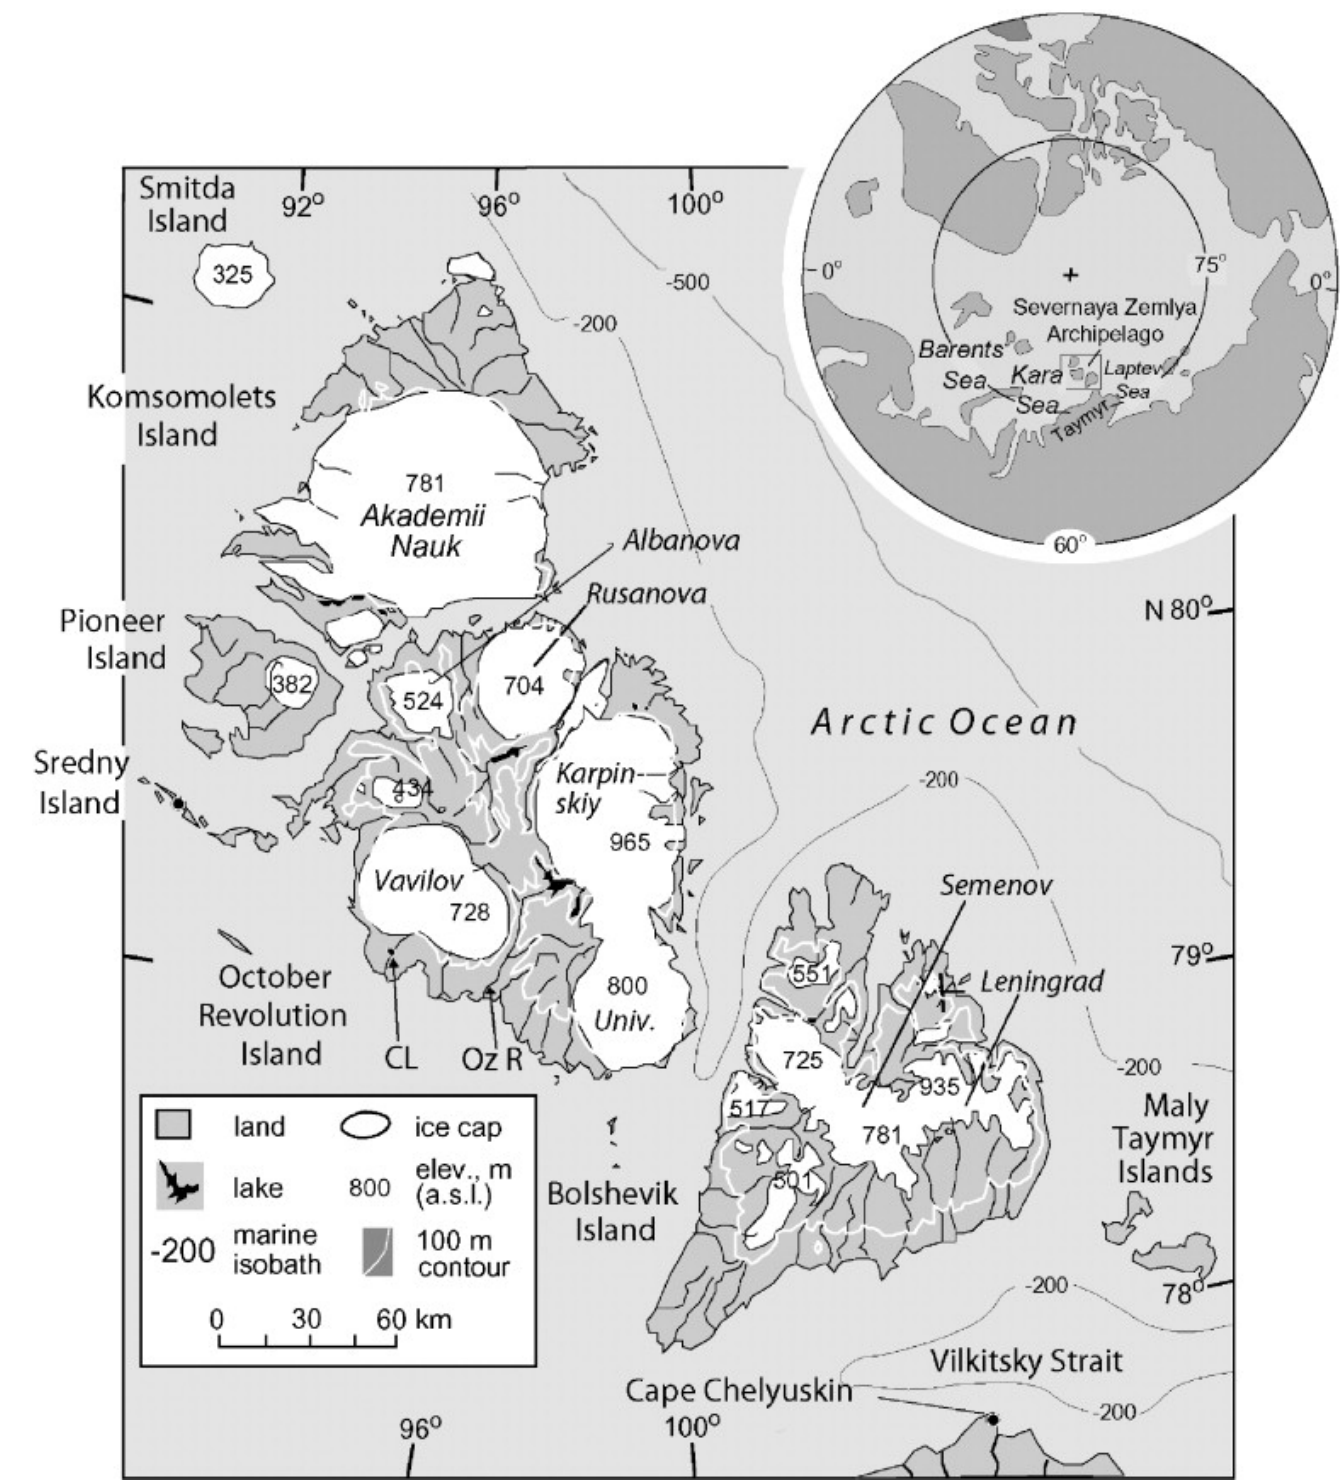 Smitda
Island
92°
96°
100°
325
-500
-200
Komsomolets
Island
781
Akademii
Nauk
Albanova
Rusanova
Pioneer
Island
382
524
704
N 80°
Arctic Ocean
Sredny
Island
434
Karpin-
skiy
965
-200
Vavilov
728
Semenov
October
Revolution
Island
CL
Oz R
800
Univ.
551
Leningrad
79°
725
935
517
781
501
-200
Maly
Taymyr
Islands
Bolshevik
Island
78°
-200
Vilkitsky Strait
Cape Chelyuskin
-200
96°
100°
land
ice cap
lake
800
elev., m
(a.s.l.)
-200
marine
isobath
100 m
contour
0 30 60 km
0°
75°
0°
Severnaya Zemlya
Archipelago
Barents
Sea
Kara
Sea
Laptev
Sea
Taymyr
60°